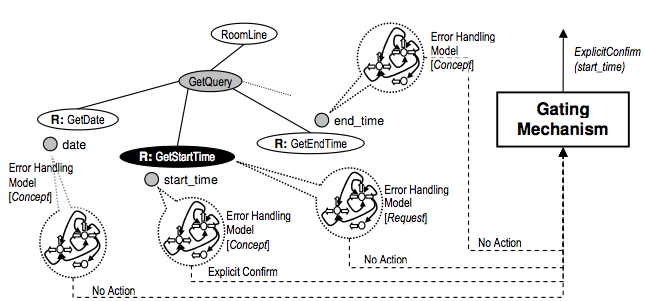 RoomLine
GetQuery
R: GetDate
date
Error Handling
Model
[Concept]
R: GetStartTime
start_time
Error Handling
Model
[Concept]
R: GetEndTime
end_time
Error Handling
Model
[Concept]
Error Handling
Model
[Request]
ExplicitConfirm
(start_time)
Gating
Mechanism
No Action
No Action
Explicit Confirm
No Action